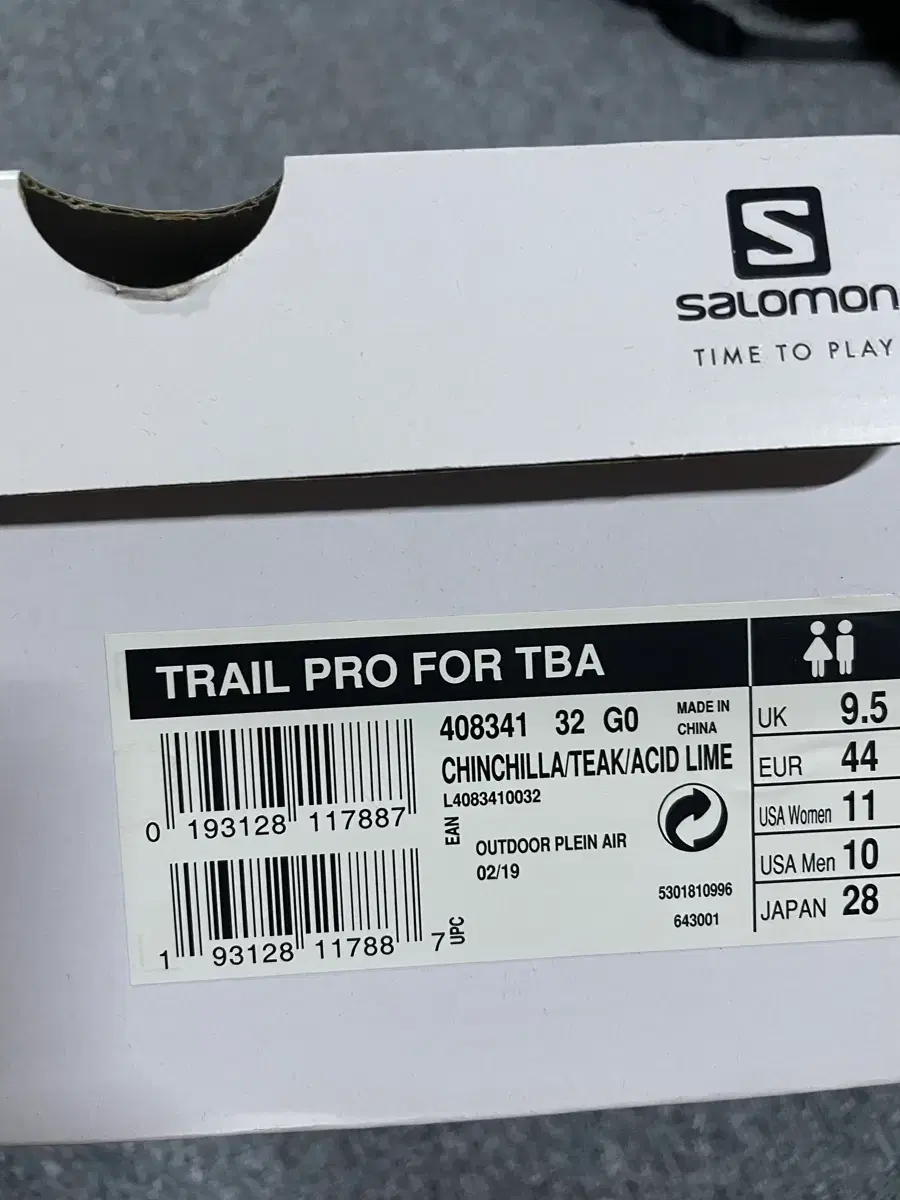 S
salomon
TIME TO PLAY
TRAIL PRO FOR TBA
408341 32 G0
MADE IN
CHINA
CHINCHILLA/TEAK/ACID LIME
L4083410032
0 193128 117887
EAN
OUTDOOR PLEIN AIR
02/19
1 93128 11788 7
UPC
5301810996
643001
UK 9.5
EUR 44
USA Women 11
USA Men 10
JAPAN 28